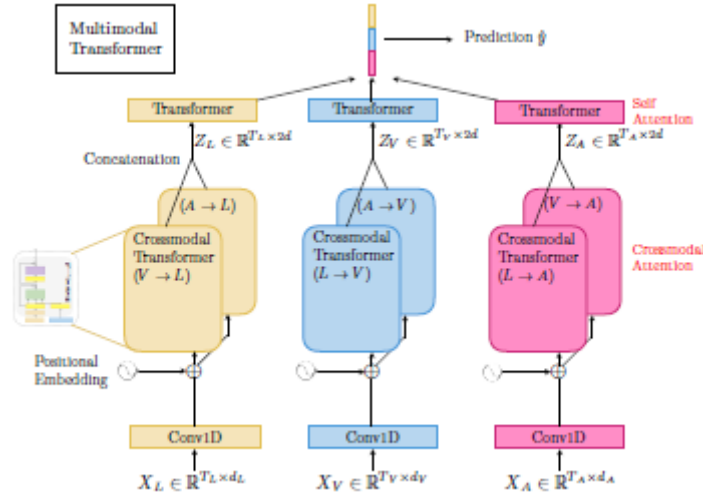 Multimodal
Transformer
Prediction ŷ
Transformer
Transformer
Transformer
Self
Attention
Z_L ∈ ℝ^{T_L×2d}
Z_V ∈ ℝ^{T_V×2d}
Z_A ∈ ℝ^{T_A×2d}
Concatenation
(A → L)
(A → V)
(V → A)
Crossmodal
Transformer
(V → L)
Crossmodal
Transformer
(L → V)
Crossmodal
Transformer
(L → A)
Crossmodal
Attention
Positional
Embedding
Conv1D
Conv1D
Conv1D
X_L ∈ ℝ^{T_L×d_L}
X_V ∈ ℝ^{T_V×d_V}
X_A ∈ ℝ^{T_A×d_A}